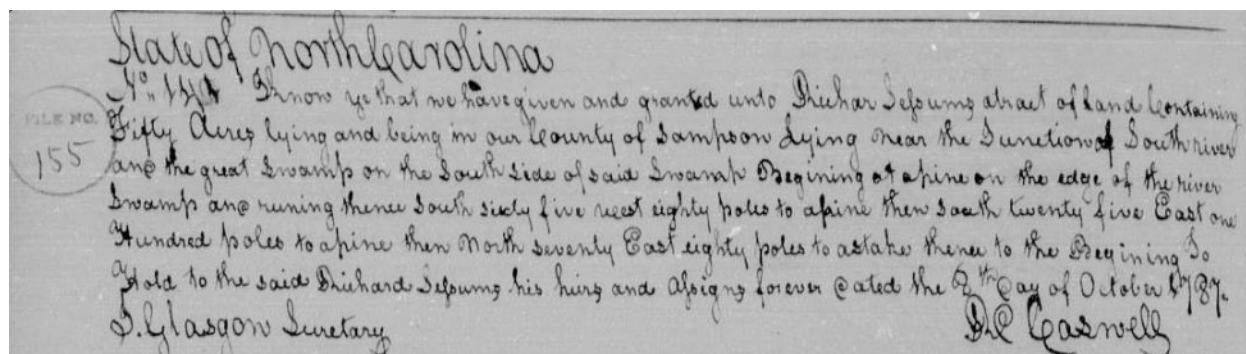 State of North Carolina
No. 141 Know ye that we have given and granted unto Richar Sessums a tract of land Containing
FILE NO. 155
Fifty Acres lying and being in our County of Sampson Lying near the Junction of South river
and the great Swamp on the South side of said Swamp Begining at a pine on the edge of the river
Swamp and runing thence South sixty five west eighty poles to a pine then South twenty five East one
Hundred poles to a pine then North seventy East eighty poles to a stake thence to the Begining To
Hold to the said Richard Sessums his heirs and Assigns forever dated the 8th Day of October 1787.
J. Glasgow Secretary Rd Caswell